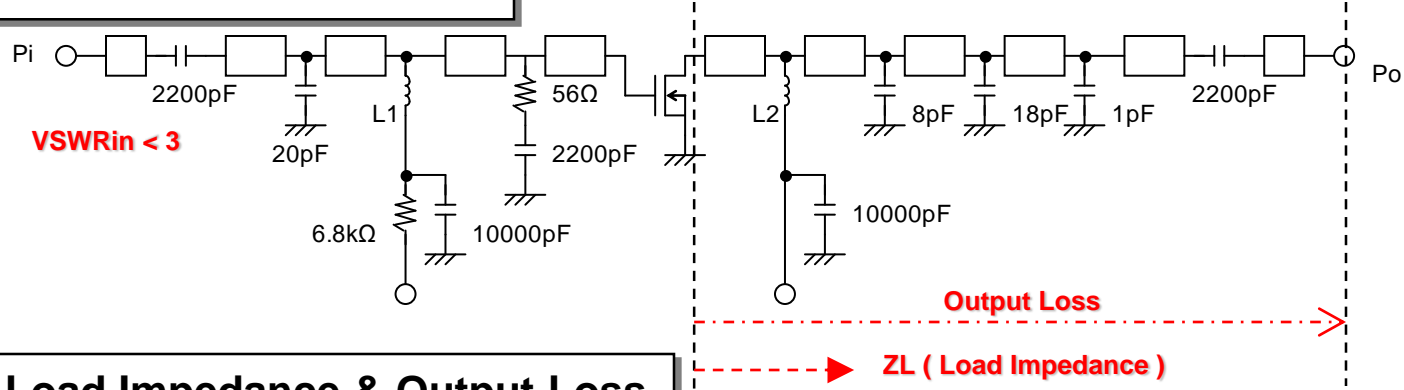 Pi
Po
2200pF
56Ω
L1
L2
8pF
18pF
1pF
2200pF
VSWRin < 3
20pF
2200pF
6.8kΩ
10000pF
10000pF
Output Loss
ZL ( Load Impedance )
Load Impedance & Output Loss